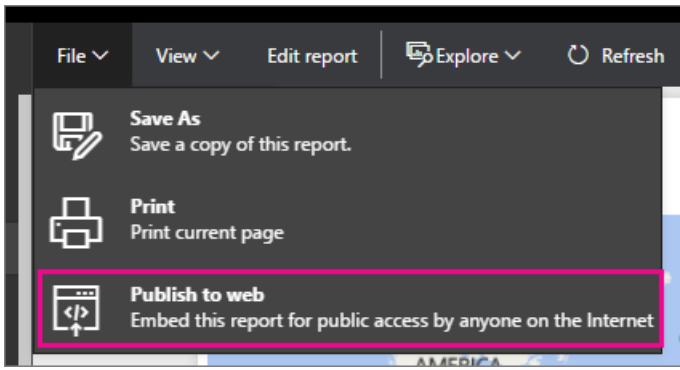 File View Edit report Explore Refresh
Save As
Save a copy of this report.
Print
Print current page
Publish to web
Embed this report for public access by anyone on the Internet
AMERICA